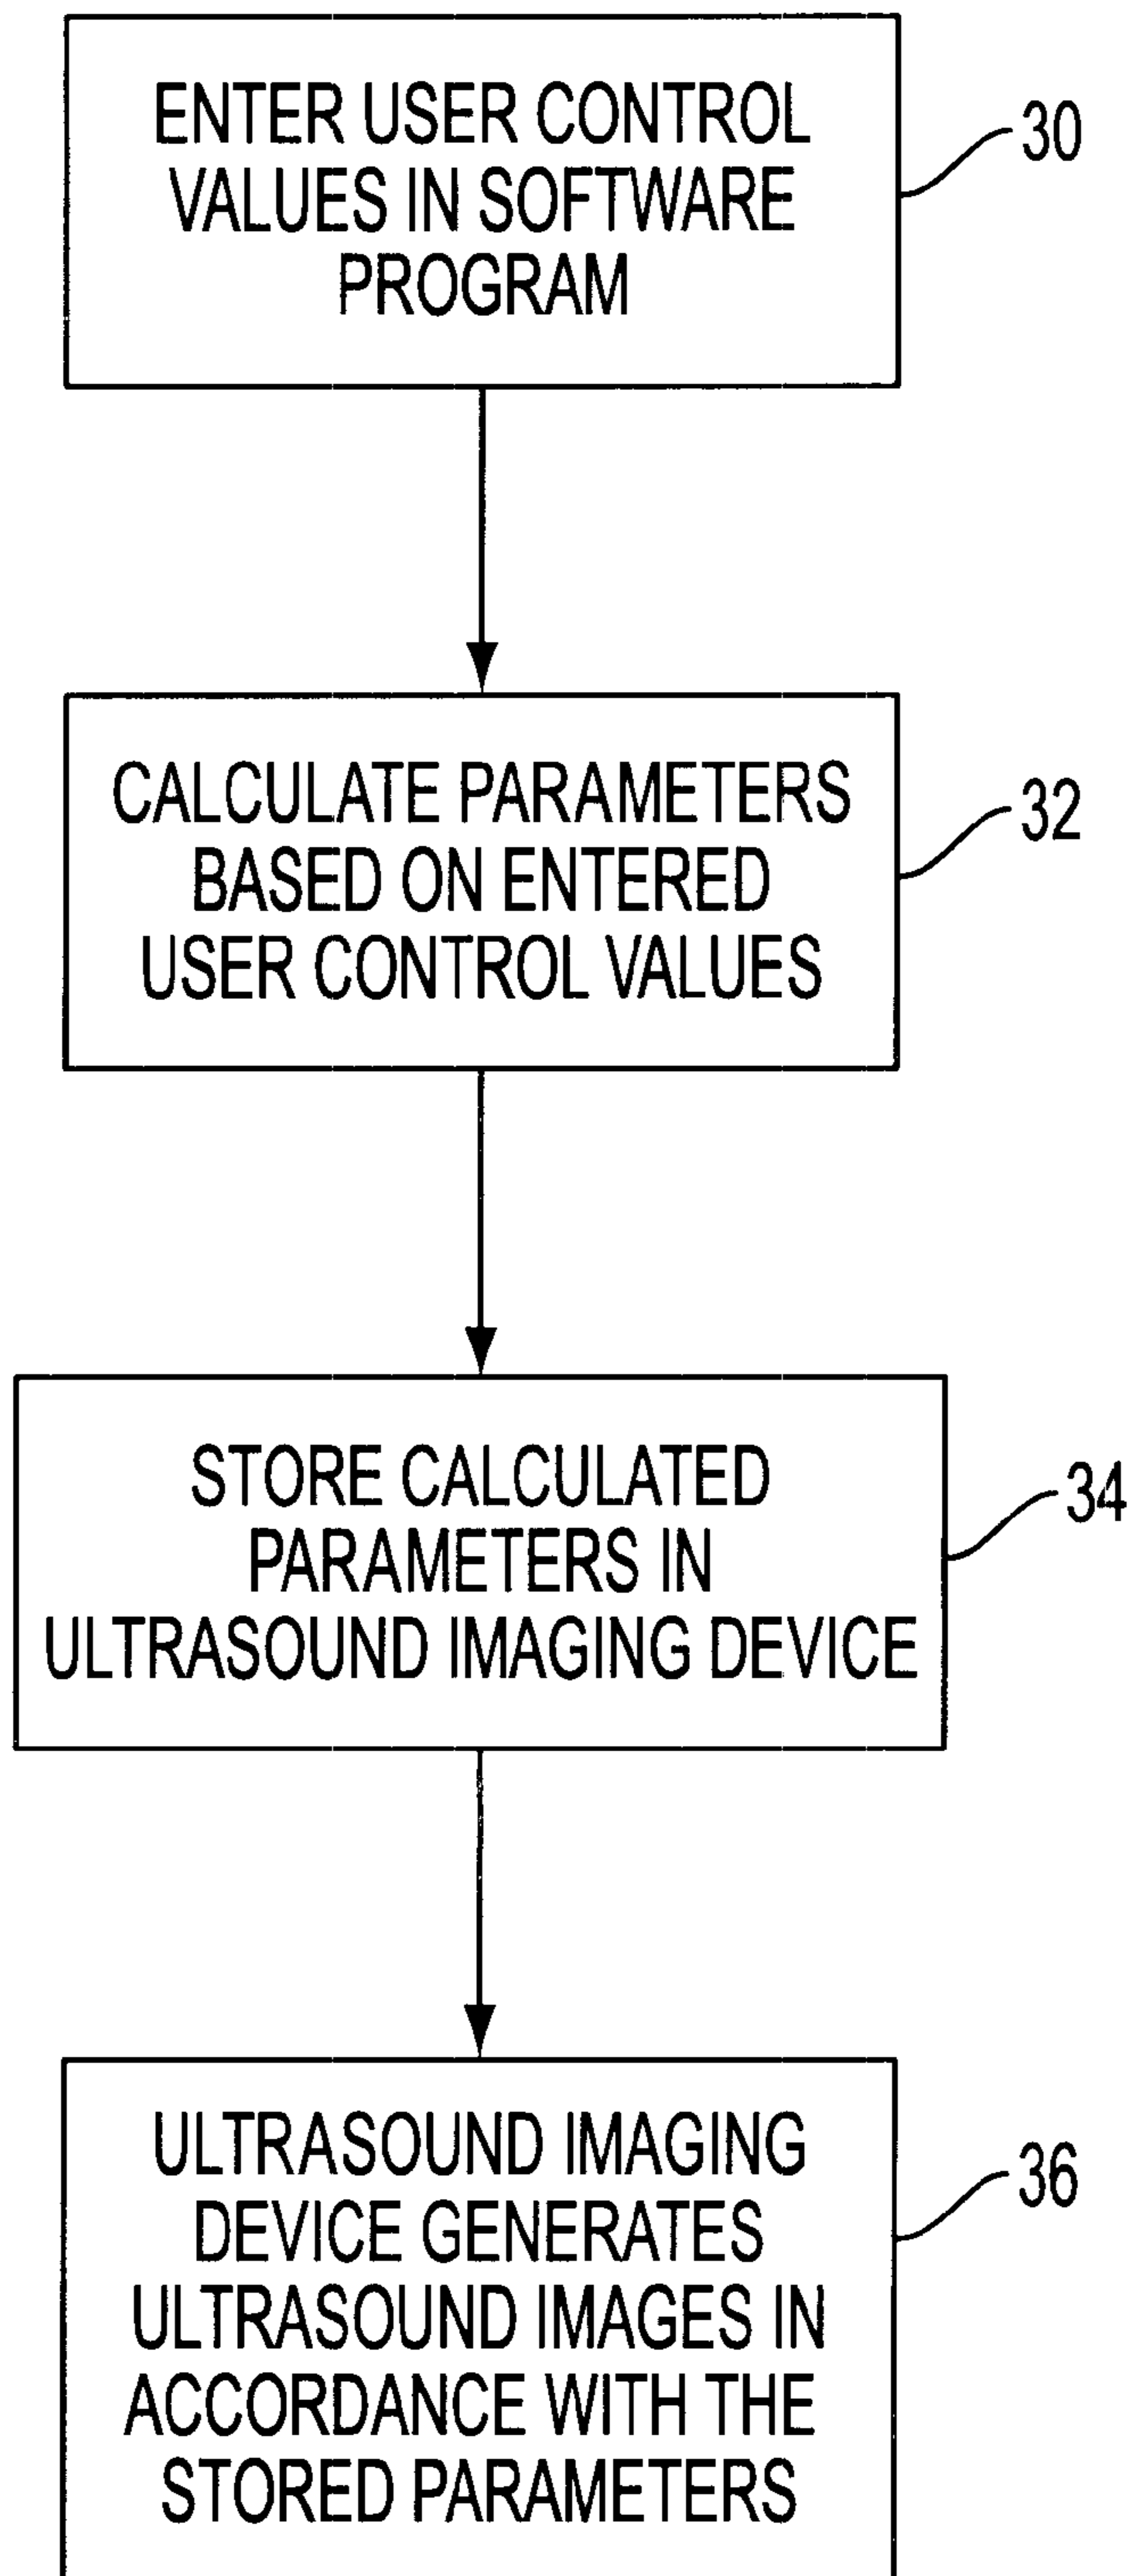 ENTER USER CONTROL
VALUES IN SOFTWARE
PROGRAM
30
CALCULATE PARAMETERS
BASED ON ENTERED
USER CONTROL VALUES
32
STORE CALCULATED
PARAMETERS IN
ULTRASOUND IMAGING DEVICE
34
ULTRASOUND IMAGING
DEVICE GENERATES
ULTRASOUND IMAGES IN
ACCORDANCE WITH THE
STORED PARAMETERS
36